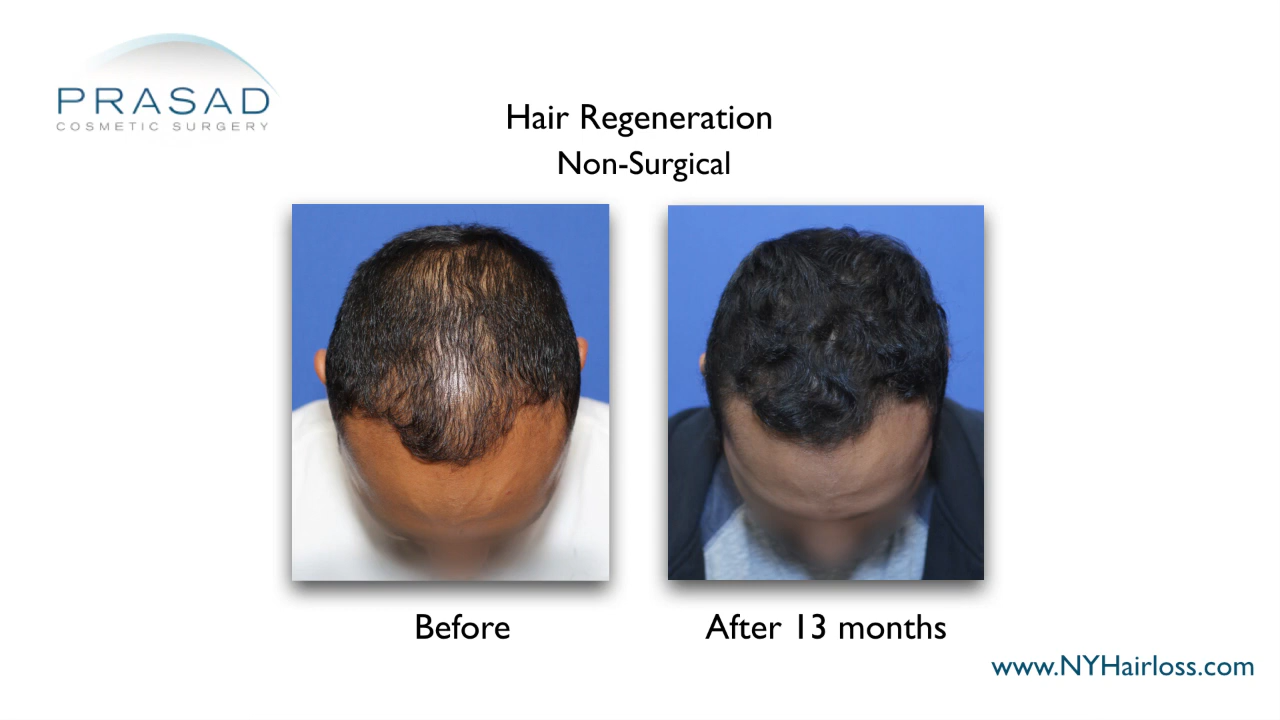 PRASAD
COSMETIC SURGERY
Hair Regeneration
Non-Surgical
Before
After 13 months
www.NYHairloss.com